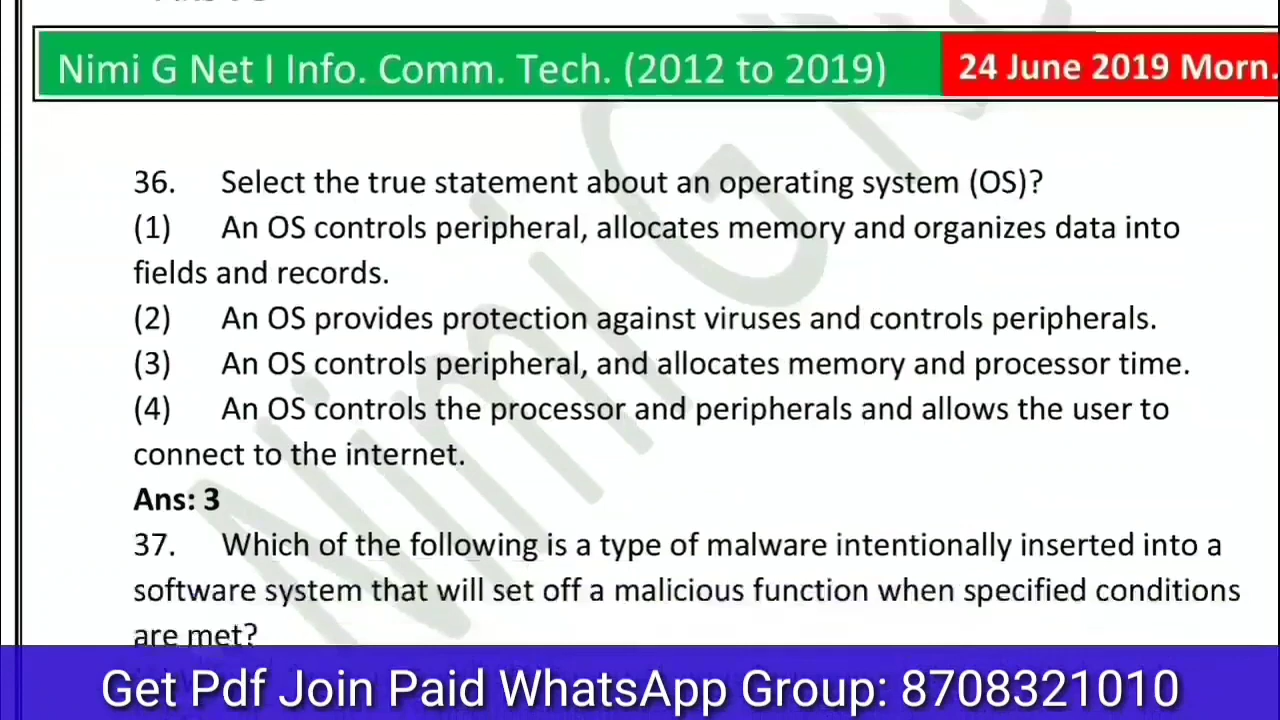 Nimi G Net I Info. Comm. Tech. (2012 to 2019) 24 June 2019 Morn.
36. Select the true statement about an operating system (OS)?
(1) An OS controls peripheral, allocates memory and organizes data into
fields and records.
(2) An OS provides protection against viruses and controls peripherals.
(3) An OS controls peripheral, and allocates memory and processor time.
(4) An OS controls the processor and peripherals and allows the user to
connect to the internet.
Ans: 3
37. Which of the following is a type of malware intentionally inserted into a
software system that will set off a malicious function when specified conditions
are met?
Get Pdf Join Paid WhatsApp Group: 8708321010
Nimi G N